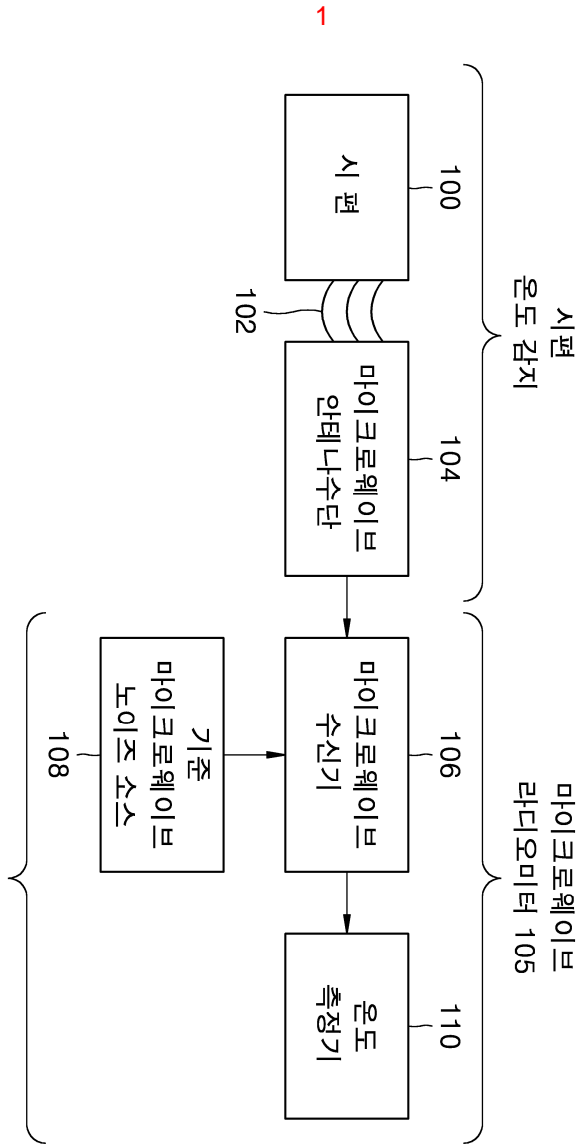 1
시편
온도 감지
마이크로웨이브
라디오미터 105
100
시 편
102
104
마이크로웨이브
안테나수단
106
마이크로웨이브
수신기
110
온도
측정기
기준
마이크로웨이브
노이즈 소스
108